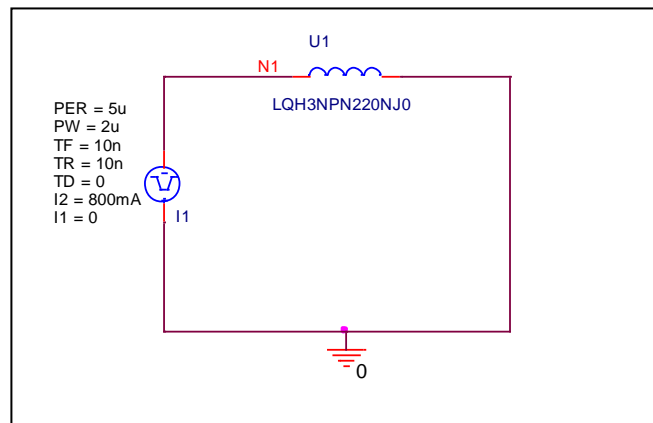 U1
N1
LQH3NPN220NJ0
PER = 5u
PW = 2u
TF = 10n
TR = 10n
TD = 0
I2 = 800mA
I1 = 0
I1
0